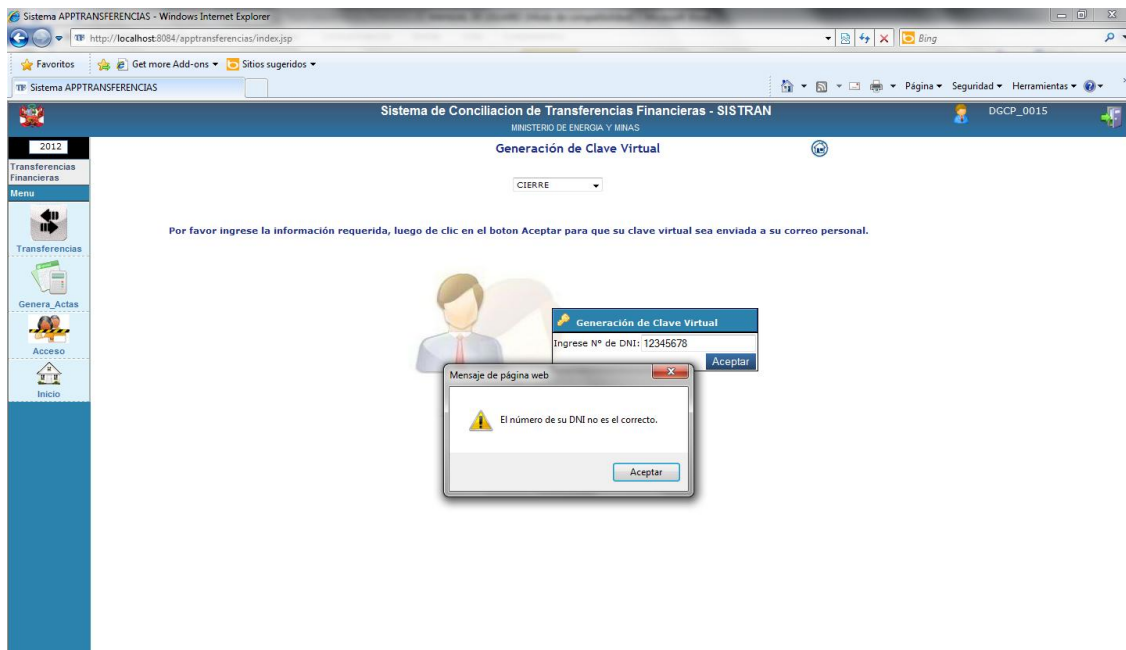 Sistema APPTRANSFERENCIAS - Windows Internet Explorer
http://localhost:8084/apptransferencias/index.jsp
Bing
Favoritos
Get more Add-ons
Sitios sugeridos
Sistema APPTRANSFERENCIAS
Página
Seguridad
Herramientas
Sistema de Conciliacion de Transferencias Financieras - SISTRAN
MINISTERIO DE ENERGIA Y MINAS
DGCP_0015
2012
Generación de Clave Virtual
Transferencias
Financieras
CIERRE
Menu
Por favor ingrese la información requerida, luego de clic en el boton Aceptar para que su clave virtual sea enviada a su correo personal.
Transferencias
Genera_Actas
Acceso
Inicio
Generación de Clave Virtual
Ingrese Nº de DNI: 12345678
Aceptar
Mensaje de página web
El número de su DNI no es el correcto.
Aceptar